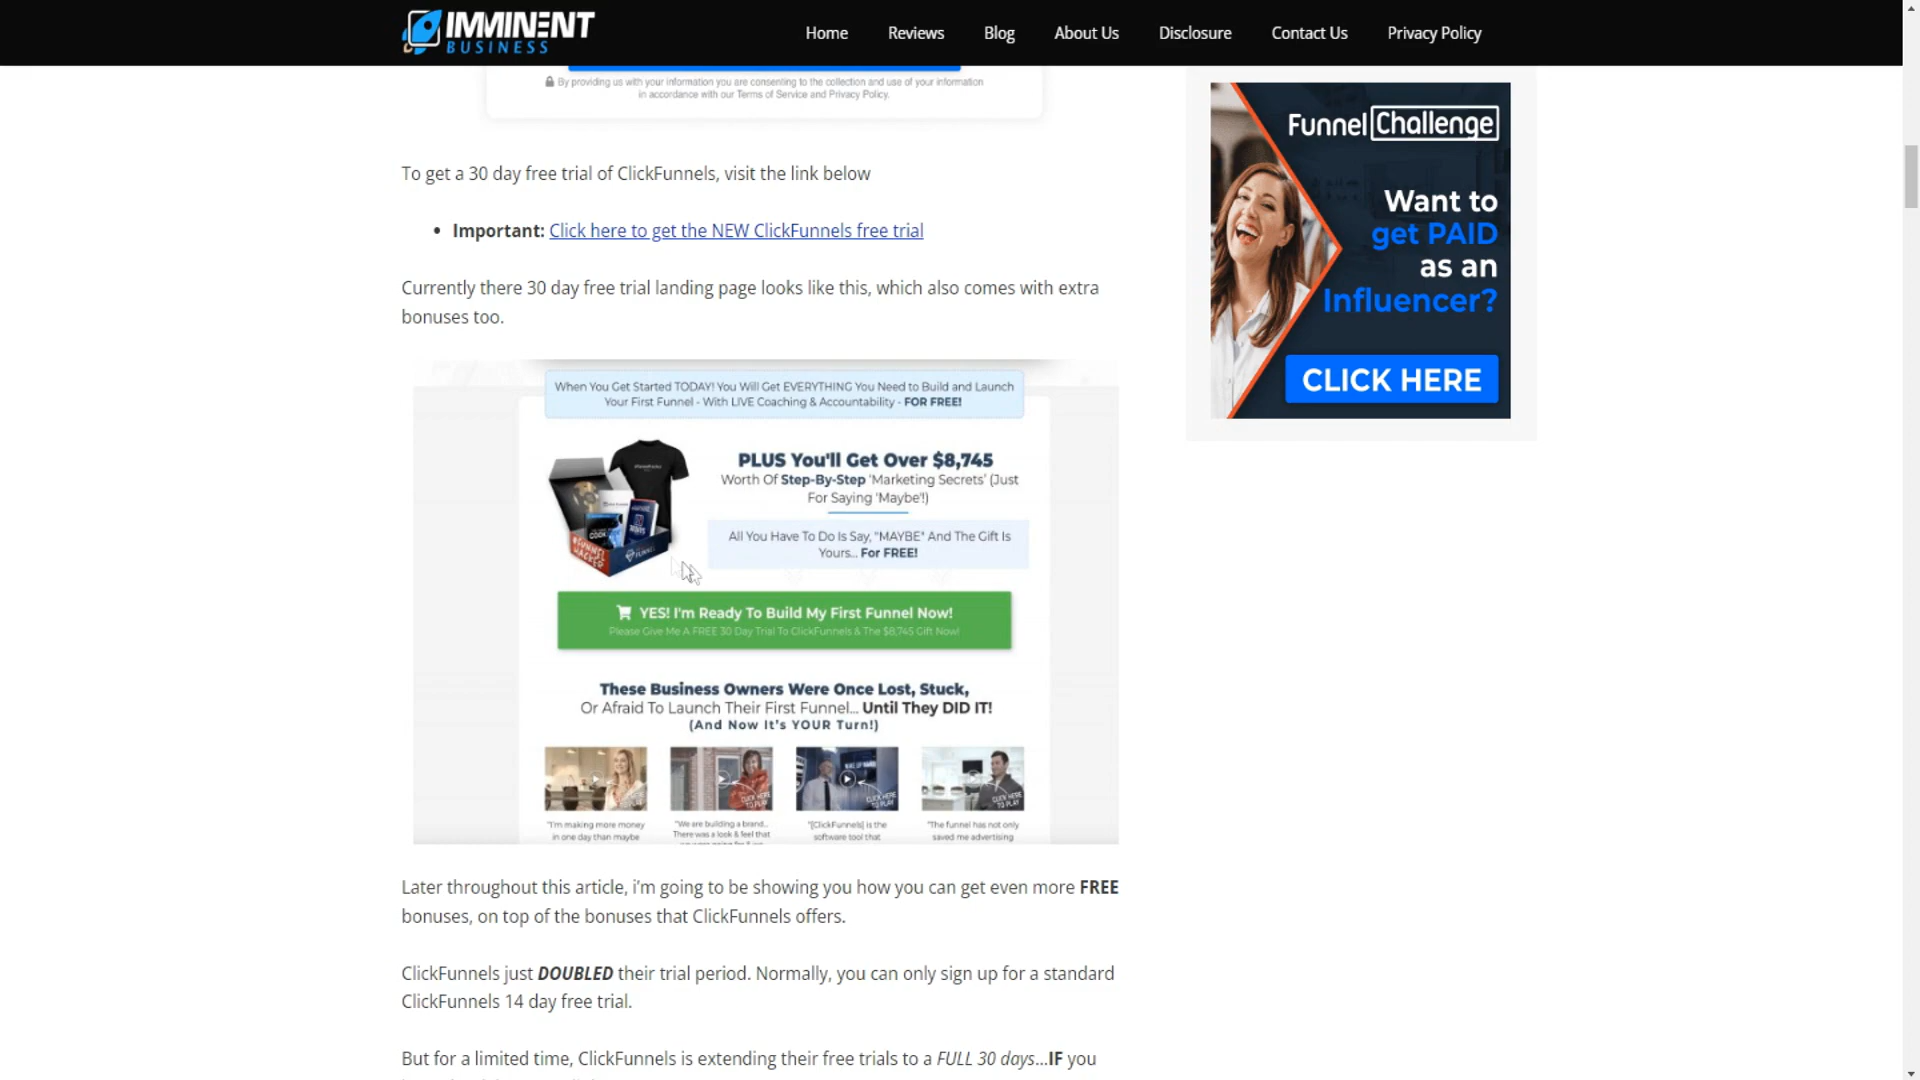 IMMINENT
BUSINESS
Home
Reviews
Blog
About Us
Disclosure
Contact Us
Privacy Policy
By providing us with your information you are consenting to the collection and use of your information
in accordance with our Terms of Service and Privacy Policy.
To get a 30 day free trial of ClickFunnels, visit the link below
• Important: Click here to get the NEW ClickFunnels free trial
Currently there 30 day free trial landing page looks like this, which also comes with extra
bonuses too.
When You Get Started TODAY! You Will Get EVERYTHING You Need to Build and Launch
Your First Funnel - With LIVE Coaching & Accountability - FOR FREE!
PLUS You'll Get Over $8,745
Worth Of Step-By-Step 'Marketing Secrets' (Just
For Saying 'Maybe'!)
All You Have To Do Is Say, "MAYBE" And The Gift Is
Yours... For FREE!
YES! I'm Ready To Build My First Funnel Now!
Please Give Me A FREE 30 Day Trial To ClickFunnels & The $8,745 Gift Now!
These Business Owners Were Once Lost, Stuck,
Or Afraid To Launch Their First Funnel... Until They DID IT!
(And Now It's YOUR Turn!)
CLICK HERE
TO PLAY
CLICK HERE
TO PLAY
CLICK HERE
TO PLAY
"I'm making more money
in one day than maybe
"We are building a brand...
There was a look & feel that
"[ClickFunnels] is the
software tool that
"The funnel has not only
saved me advertising
Later throughout this article, i'm going to be showing you how you can get even more FREE
bonuses, on top of the bonuses that ClickFunnels offers.
ClickFunnels just DOUBLED their trial period. Normally, you can only sign up for a standard
ClickFunnels 14 day free trial.
But for a limited time, ClickFunnels is extending their free trials to a FULL 30 days...IF you
Funnel Challenge
Want to
get PAID
as an
Influencer?
CLICK HERE